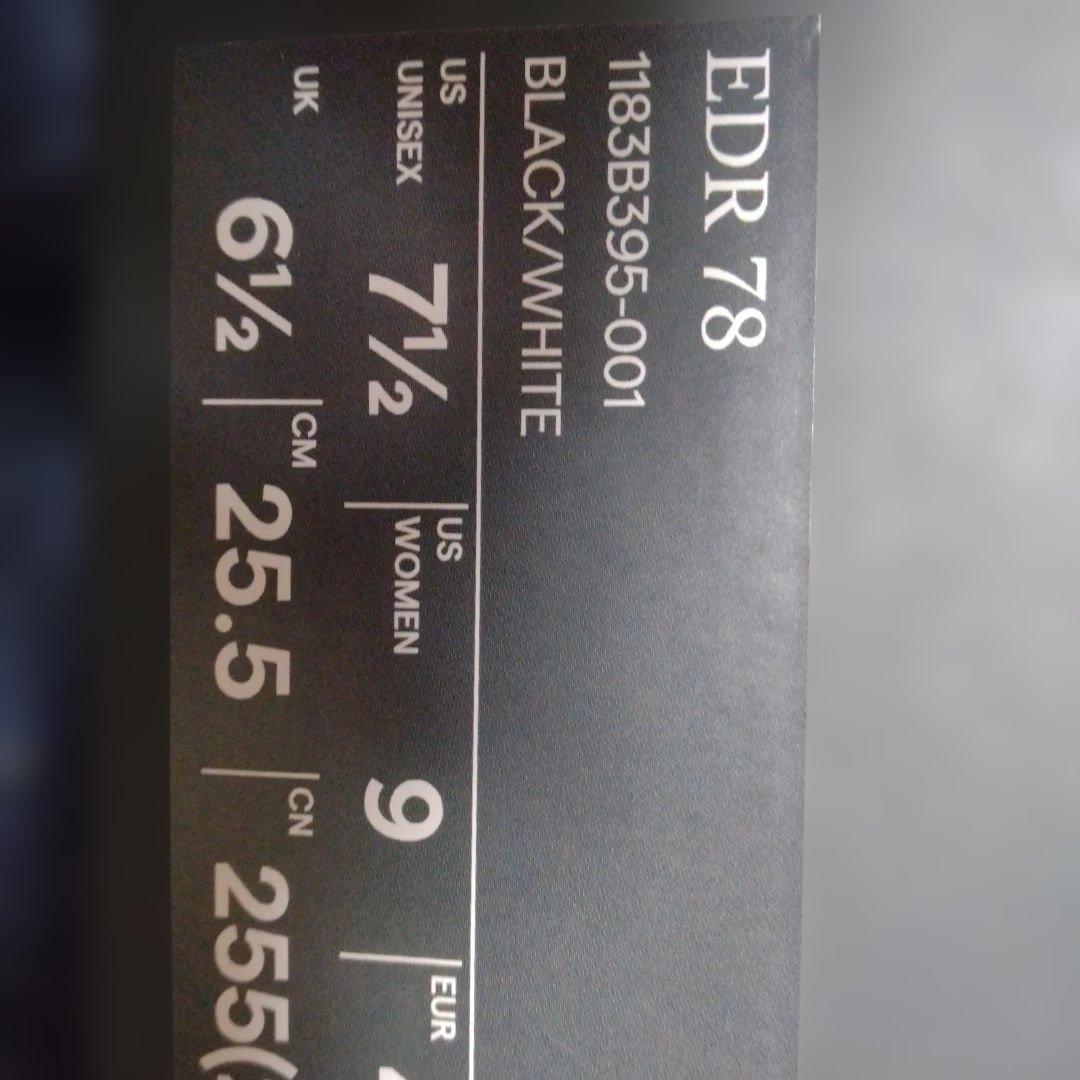 EDR 78
1183B395-001
BLACK/WHITE
US UNISEX 7½ US WOMEN 9 EUR
UK 6½ CM 25.5 CN 255(